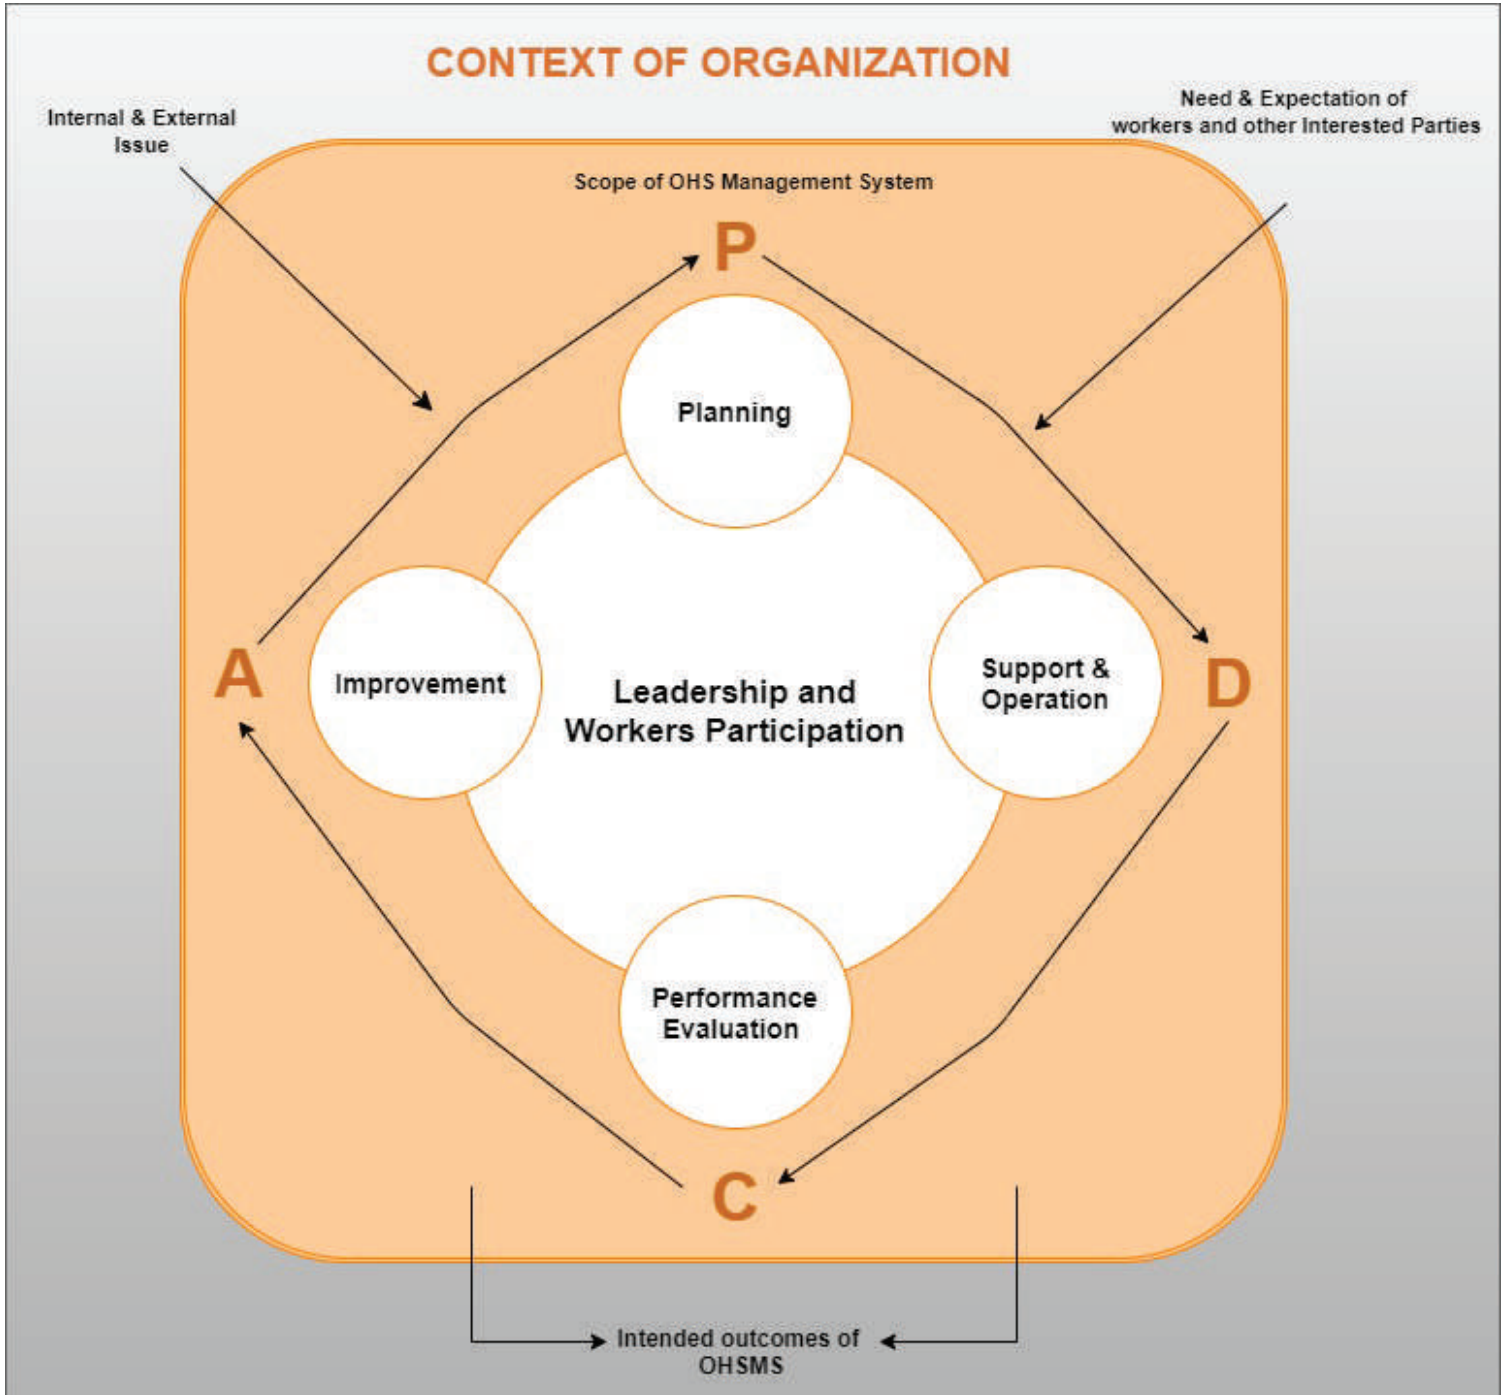 CONTEXT OF ORGANIZATION
Internal & External
Issue
Need & Expectation of
workers and other Interested Parties
Scope of OHS Management System
P
Planning
A
Improvement
Leadership and
Workers Participation
Support &
Operation
D
Performance
Evaluation
C
Intended outcomes of
OHSMS